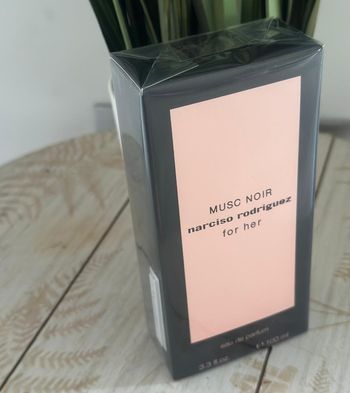 MUSC NOIR
narciso rodriguez
for her
eau de parfum
3.3 fl.oz. 100 ml